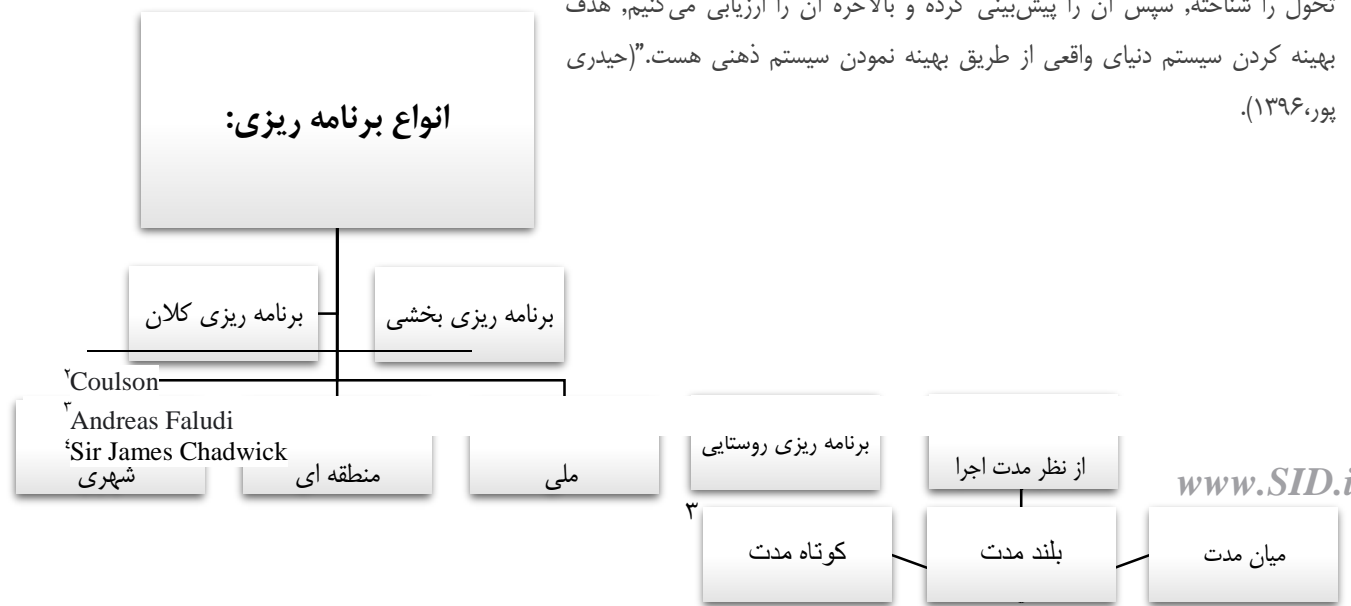 تحول را شناخته, سپس آن را پیش‌بینی کرده و بالاخره آن را ارزیابی می‌کنیم, هدف
بهینه کردن سیستم دنیای واقعی از طریق بهینه نمودن سیستم ذهنی هست.”(حیدری
پور،۱۳۹۶).
انواع برنامه ریزی:
برنامه ریزی بخشی
برنامه ریزی کلان
۲Coulson
۳Andreas Faludi
٤Sir James Chadwick
از نظر مدت اجرا
برنامه ریزی روستایی
ملی
منطقه ای
شهری
www.SID.i
۳
میان مدت
بلند مدت
کوتاه مدت